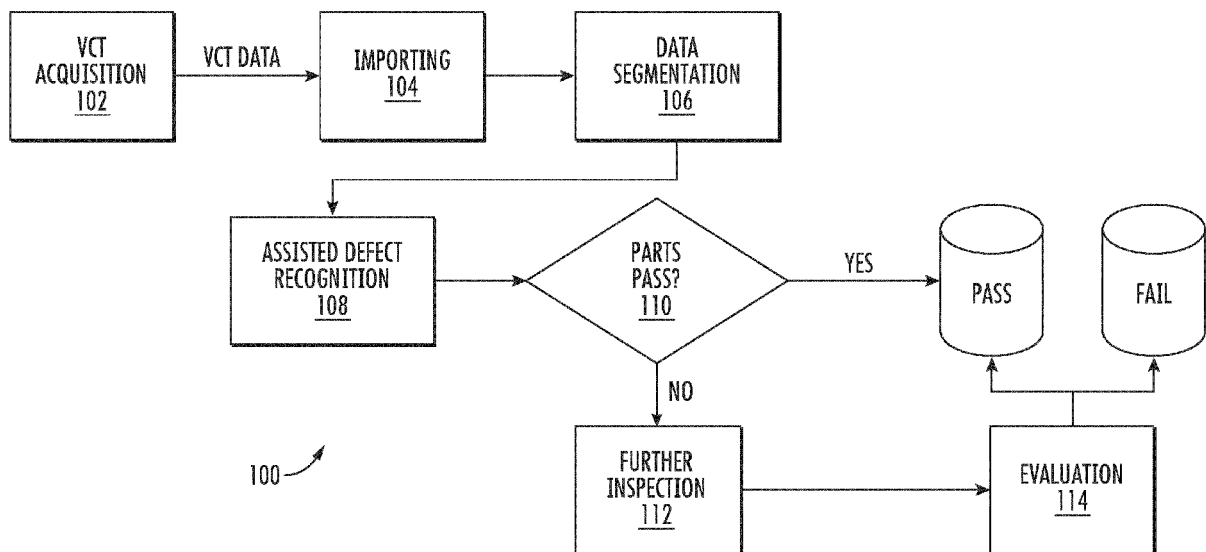 VCT
ACQUISITION
102
VCT DATA
IMPORTING
104
DATA
SEGMENTATION
106
ASSISTED DEFECT
RECOGNITION
108
PARTS
PASS?
110
YES
PASS
FAIL
NO
100
FURTHER
INSPECTION
112
EVALUATION
114